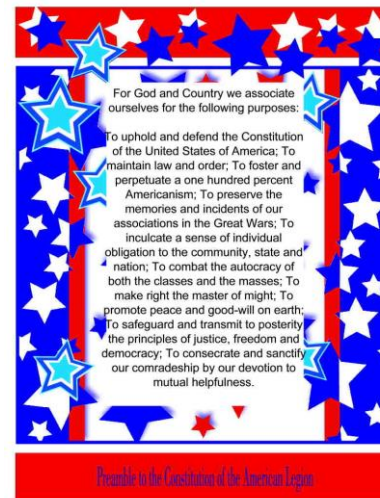 For God and Country we associate
ourselves for the following purposes:
To uphold and defend the Constitution
of the United States of America; To
maintain law and order; To foster and
perpetuate a one hundred percent
Americanism; To preserve the
memories and incidents of our
associations in the Great Wars; To
inculcate a sense of individual
obligation to the community, state and
nation; To combat the autocracy of
both the classes and the masses; To
make right the master of might; To
promote peace and good-will on earth;
To safeguard and transmit to posterity
the principles of justice, freedom and
democracy; To consecrate and sanctify
our comradeship by our devotion to
mutual helpfulness.
Preamble to the Constitution of the American Legion